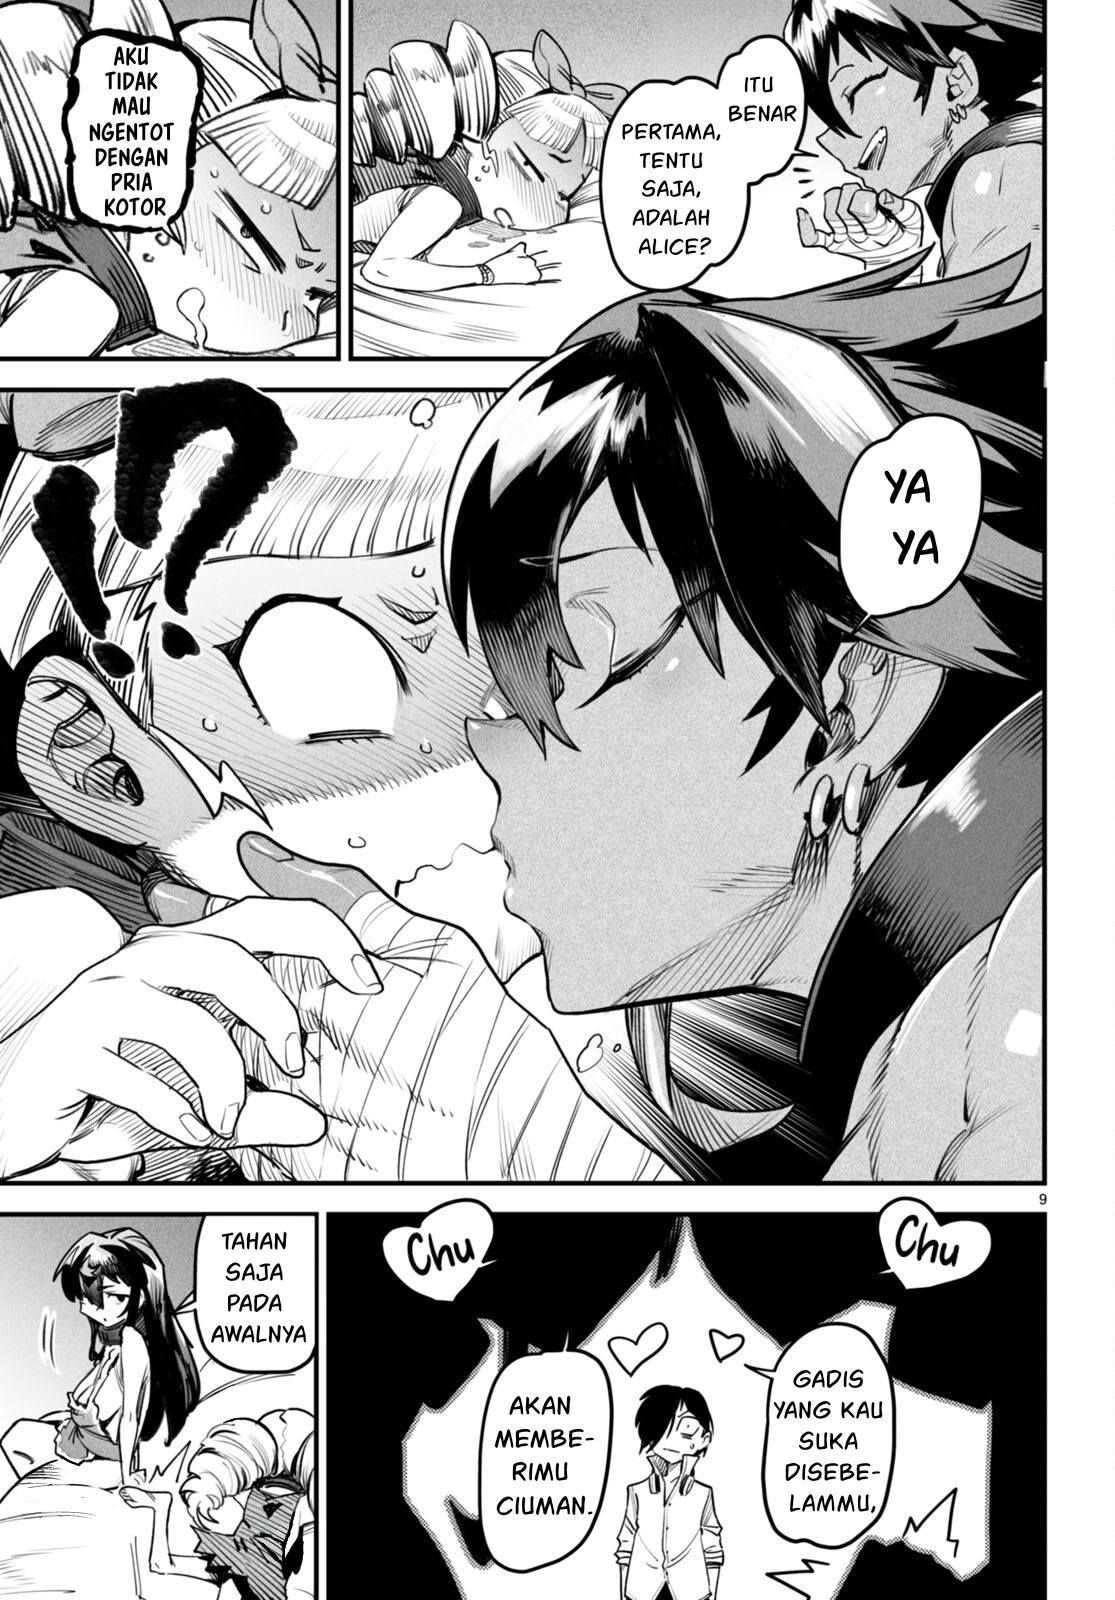 ITU
BENAR
PERTAMA,
TENTU
SAJA,
ADALAH
ALICE?
AKU
TIDAK
MAU
NGENTOT
DENGAN
PRIA
KOTOR
YA
YA
!!?
9
Chu
Chu
GADIS
YANG KAU
SUKA
DISEBE-
LAMMU,
AKAN
MEMBE-
RIMU
CIUMAN.
TAHAN
SAJA
PADA
AWALNYA